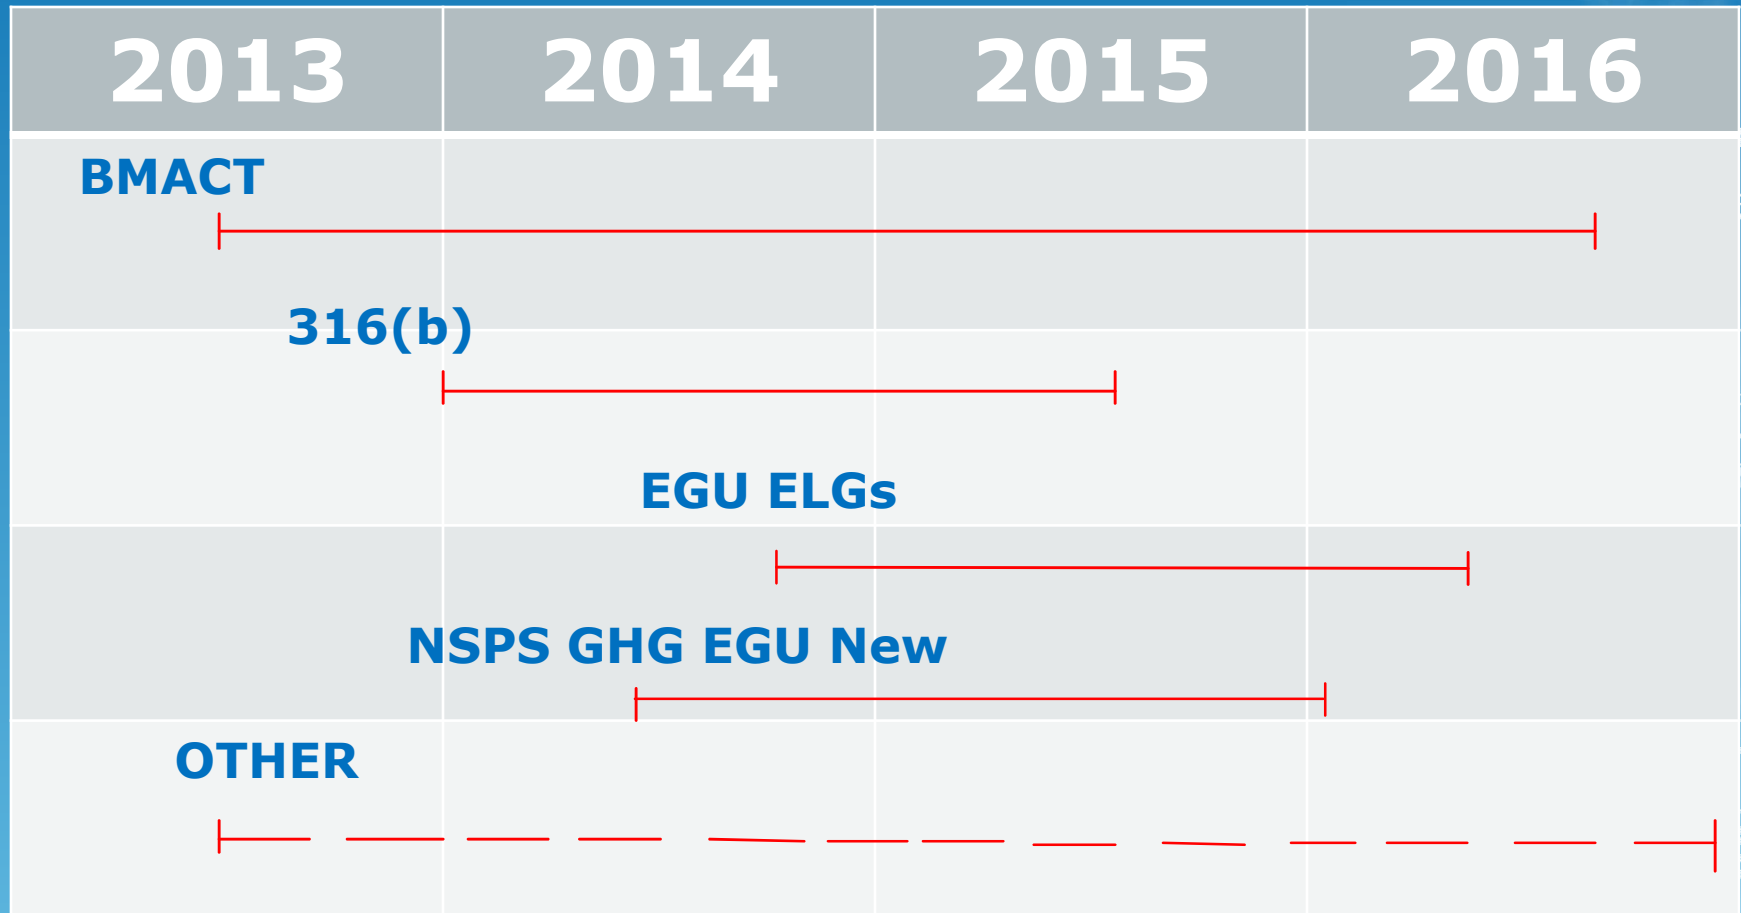 2013 2014 2015 2016
BMACT
316(b)
EGU ELGs
NSPS GHG EGU New
OTHER